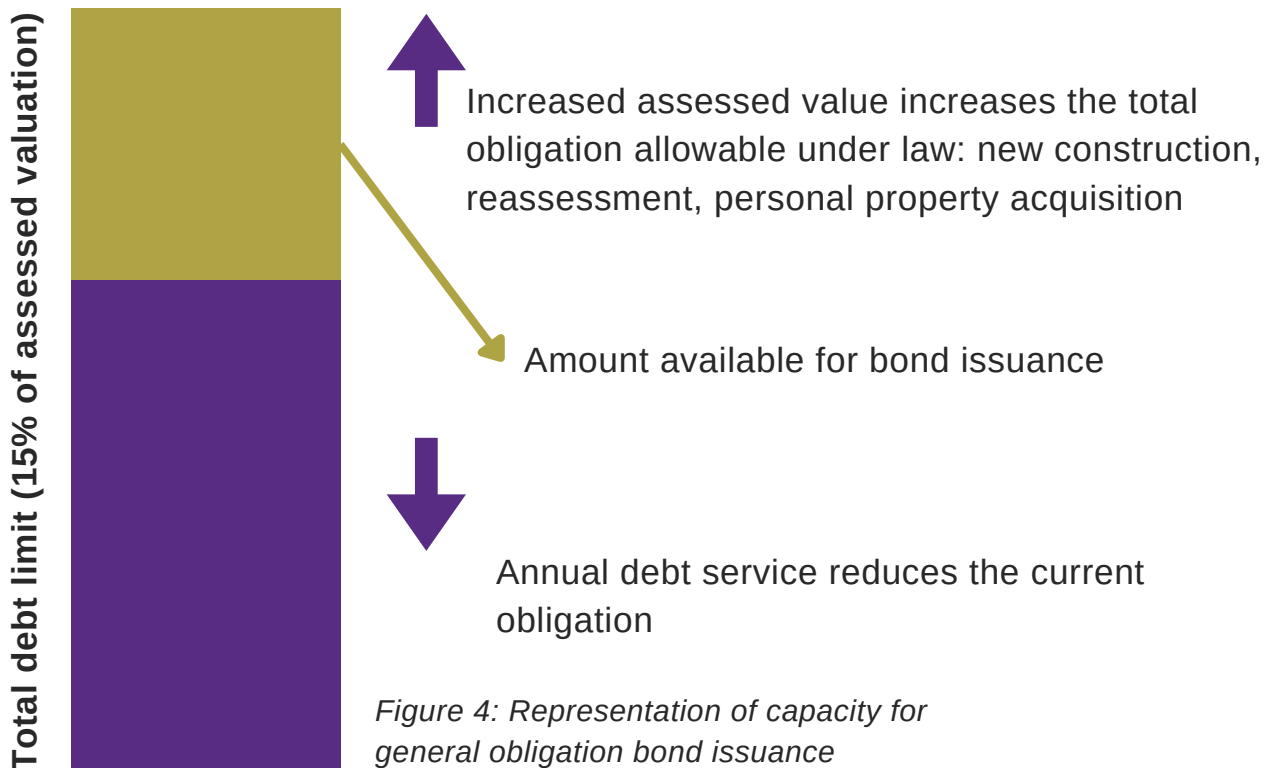 Total debt limit (15% of assessed valuation)
Increased assessed value increases the total
obligation allowable under law: new construction,
reassessment, personal property acquisition
Amount available for bond issuance
Annual debt service reduces the current
obligation
Figure 4: Representation of capacity for
general obligation bond issuance